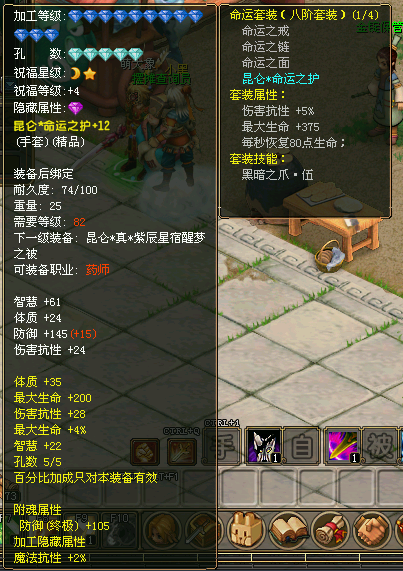 加工等级:
孔　　数:
祝福星级:
祝福等级:+4
隐藏属性:
昆仑*命运之护+12
(手套)(精品)
装备后绑定
耐久度: 74/100
重量: 25
需要等级: 82
下一级装备: 昆仑*真*紫辰星宿醒梦
之被
可装备职业: 药师
智慧 +61
体质 +24
防御 +145(+15)
伤害抗性 +24
体质 +35
最大生命 +200
伤害抗性 +28
最大生命 +4%
智慧 +22
孔数 5/5
百分比加成只对本装备有效
附魂属性
防御(终极) +105
加工隐藏属性
魔法抗性 +2%
命运套装(八阶套装)(1/4)
命运之戒
命运之链
命运之面
昆仑*命运之护
套装属性:
伤害抗性 +5%
最大生命 +375
每秒恢复80点生命;
套装技能:
黑暗之爪·伍
CTRL+1
CTRL+Q
手
1
自
1
被